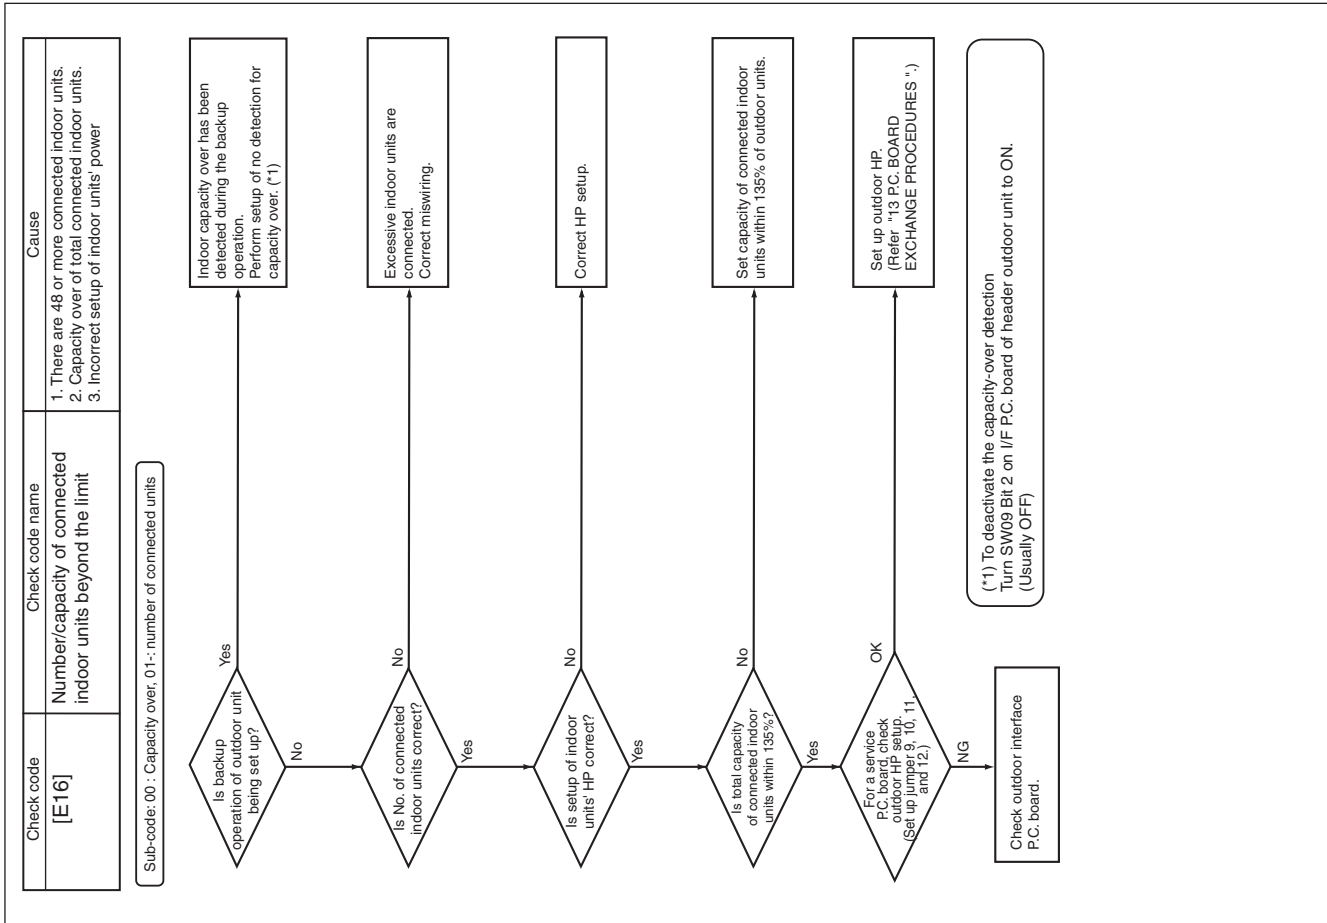 Check code
Check code name
Cause
[E16]
Number/capacity of connected
indoor units beyond the limit
1. There are 48 or more connected indoor units.
2. Capacity over of total connected indoor units.
3. Incorrect setup of indoor units' power
Sub-code: 00 : Capacity over, 01-: number of connected units
Is backup
operation of outdoor unit
being set up?
Yes
Indoor capacity over has been
detected during the backup
operation.
Perform setup of no detection for
capacity over. (*1)
No
Is No. of connected
indoor units correct?
No
Excessive indoor units are
connected.
Correct miswiring.
Yes
Is setup of indoor
units' HP correct?
No
Correct HP setup.
Yes
Is total capacity
of connected indoor
units within 135%?
No
Set capacity of connected indoor
units within 135% of outdoor units.
Yes
For a service
P.C. board, check
outdoor HP setup.
(Set up jumper 9, 10, 11,
and 12.)
OK
Set up outdoor HP.
(Refer "13 P.C. BOARD
EXCHANGE PROCEDURES ".)
NG
Check outdoor interface
P.C. board.
(*1) To deactivate the capacity-over detection
Turn SW09 Bit 2 on I/F P.C. board of header outdoor unit to ON.
(Usually OFF)